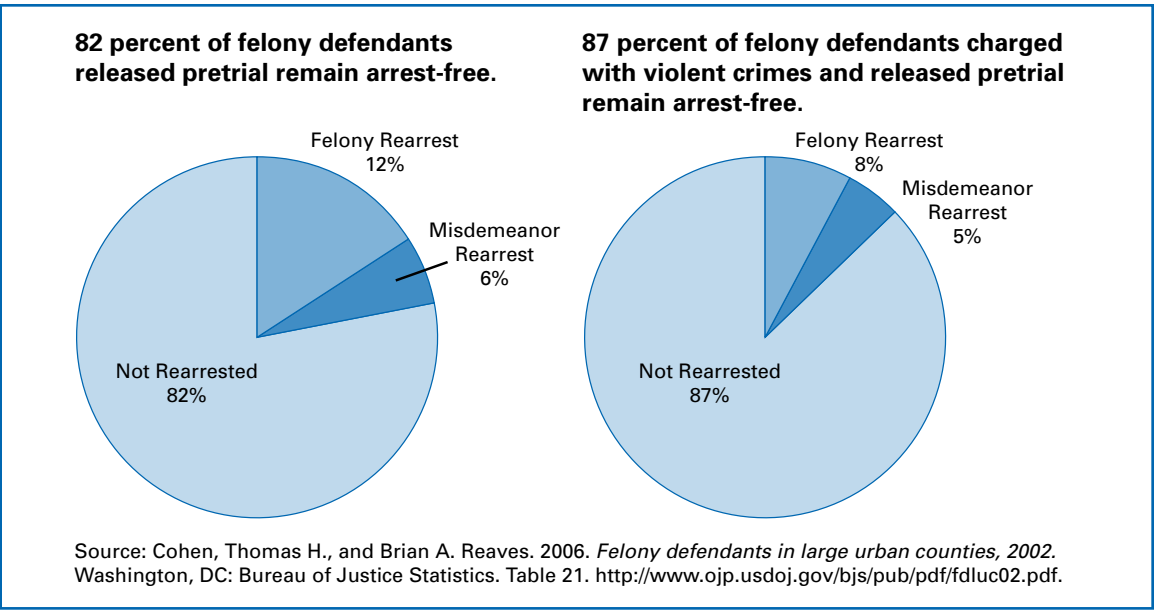 82 percent of felony defendants
released pretrial remain arrest-free.
Felony Rearrest
12%
Misdemeanor
Rearrest
6%
Not Rearrested
82%
87 percent of felony defendants charged
with violent crimes and released pretrial
remain arrest-free.
Felony Rearrest
8%
Misdemeanor
Rearrest
5%
Not Rearrested
87%
Source: Cohen, Thomas H., and Brian A. Reaves. 2006. Felony defendants in large urban counties, 2002.
Washington, DC: Bureau of Justice Statistics. Table 21. http://www.ojp.usdoj.gov/bjs/pub/pdf/fdluc02.pdf.